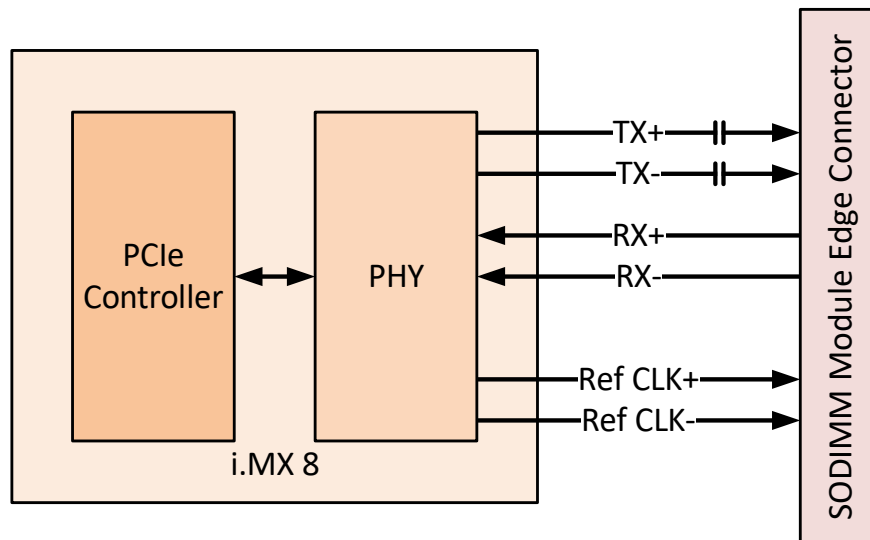 PCIe
Controller
PHY
i.MX 8
TX+
TX-
RX+
RX-
Ref CLK+
Ref CLK-
SODIMM Module Edge Connector